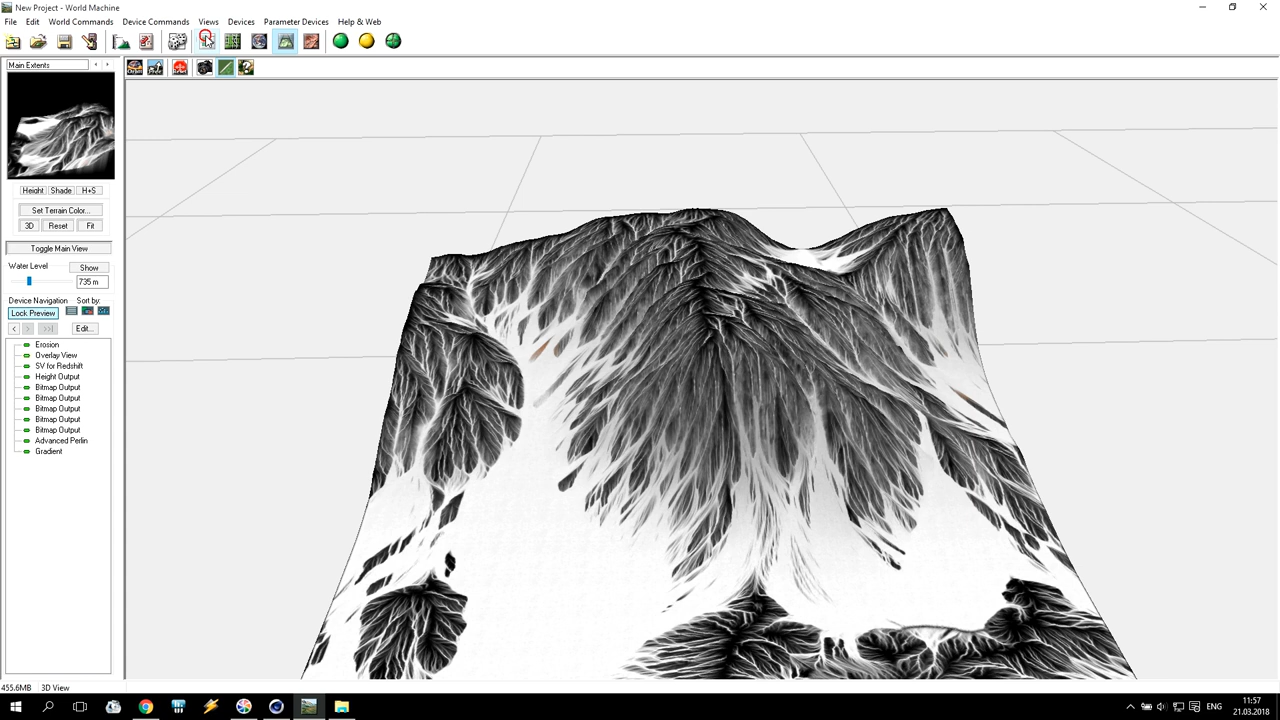 New Project - World Machine
File Edit World Commands Device Commands Views Devices Parameter Devices Help & Web
Main Extents
Height Shade H+S
Set Terrain Color...
3D Reset Fit
Toggle Main View
Water Level Show
735 m
Device Navigation Sort by:
Lock Preview
< > >>| Edit...
Erosion
Overlay View
SV for Redshift
Height Output
Bitmap Output
Bitmap Output
Bitmap Output
Bitmap Output
Bitmap Output
Advanced Perlin
Gradient
455.6MB 3D View
ENG
11:57
21.03.2018